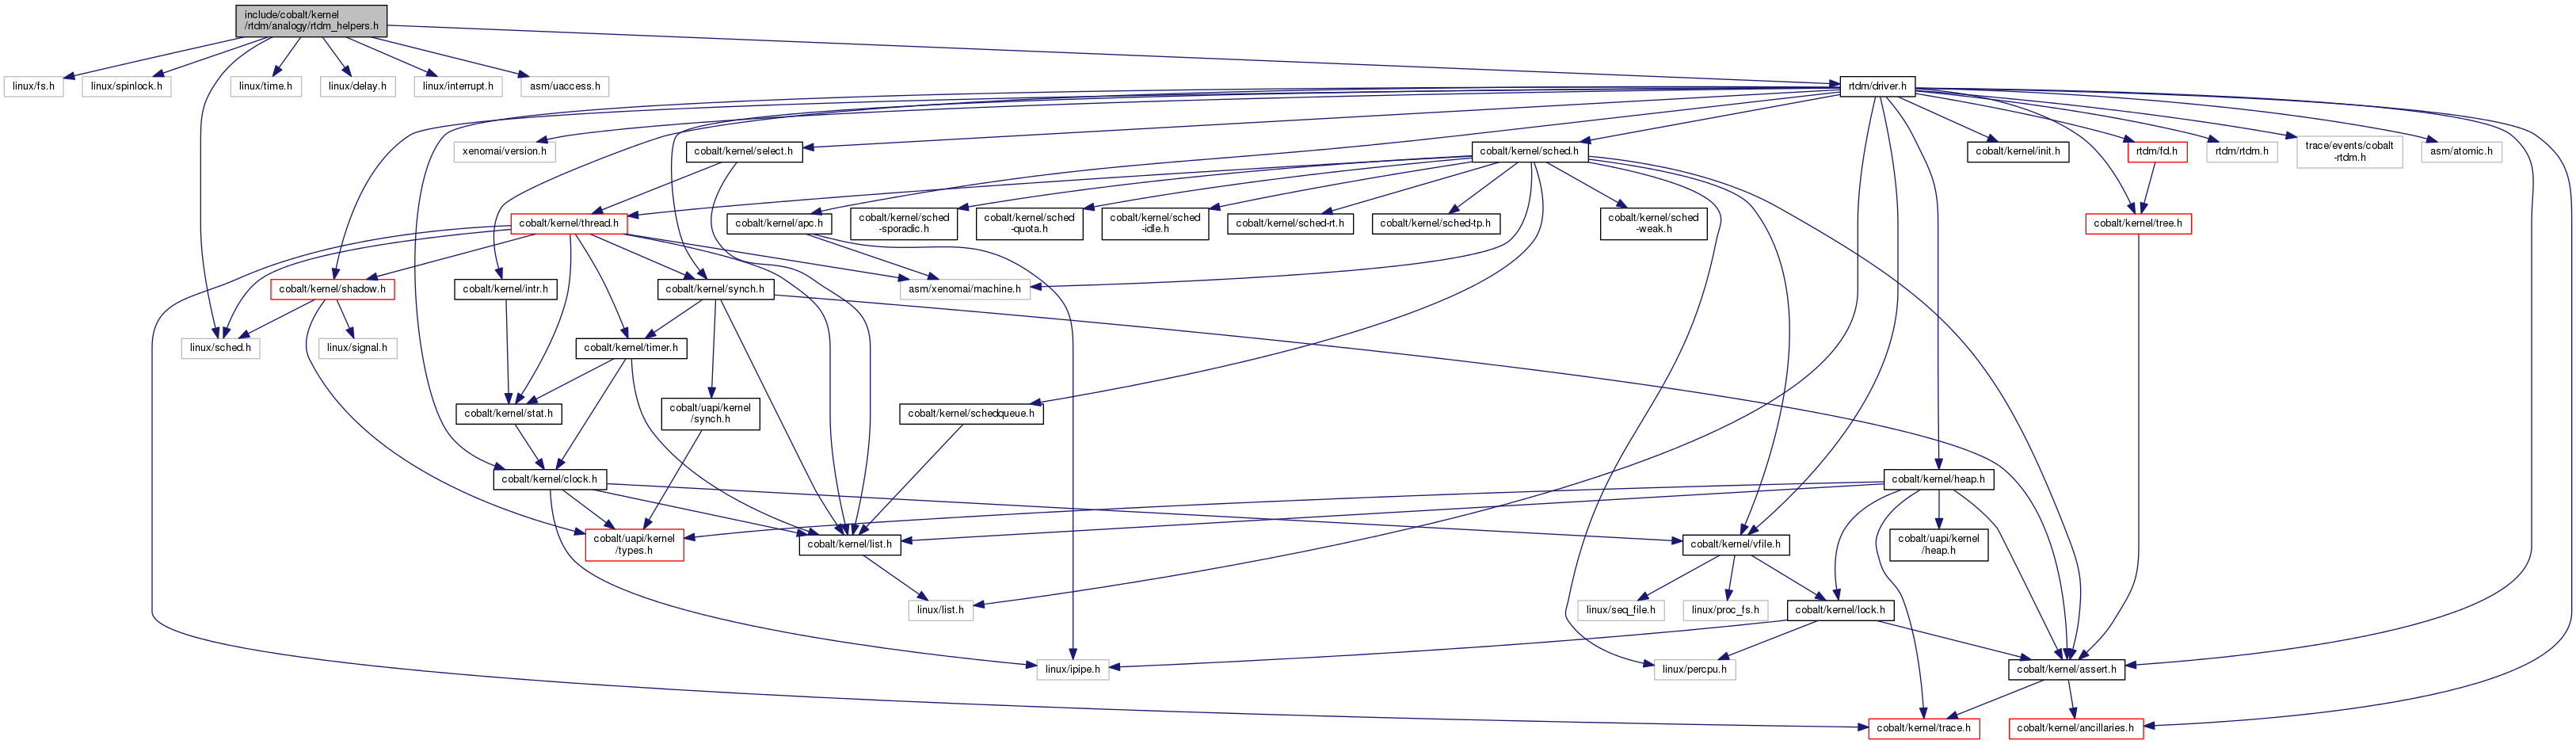 include/cobalt/kernel
/rtdm/analogy/rtdm_helpers.h
linux/fs.h
linux/spinlock.h
linux/time.h
linux/delay.h
linux/interrupt.h
asm/uaccess.h
rtdm/driver.h
xenomai/version.h
cobalt/kernel/select.h
cobalt/kernel/sched.h
cobalt/kernel/init.h
rtdm/fd.h
rtdm/rtdm.h
trace/events/cobalt
-rtdm.h
asm/atomic.h
cobalt/kernel/thread.h
cobalt/kernel/apc.h
cobalt/kernel/sched
-sporadic.h
cobalt/kernel/sched
-quota.h
cobalt/kernel/sched
-idle.h
cobalt/kernel/sched-rt.h
cobalt/kernel/sched-tp.h
cobalt/kernel/sched
-weak.h
cobalt/kernel/tree.h
cobalt/kernel/shadow.h
cobalt/kernel/intr.h
cobalt/kernel/synch.h
asm/xenomai/machine.h
linux/sched.h
linux/signal.h
cobalt/kernel/timer.h
cobalt/kernel/stat.h
cobalt/uapi/kernel
/synch.h
cobalt/kernel/schedqueue.h
cobalt/kernel/clock.h
cobalt/kernel/heap.h
cobalt/uapi/kernel
/types.h
cobalt/kernel/list.h
cobalt/kernel/vfile.h
cobalt/uapi/kernel
/heap.h
linux/list.h
linux/seq_file.h
linux/proc_fs.h
cobalt/kernel/lock.h
linux/ipipe.h
linux/percpu.h
cobalt/kernel/assert.h
cobalt/kernel/trace.h
cobalt/kernel/ancillaries.h